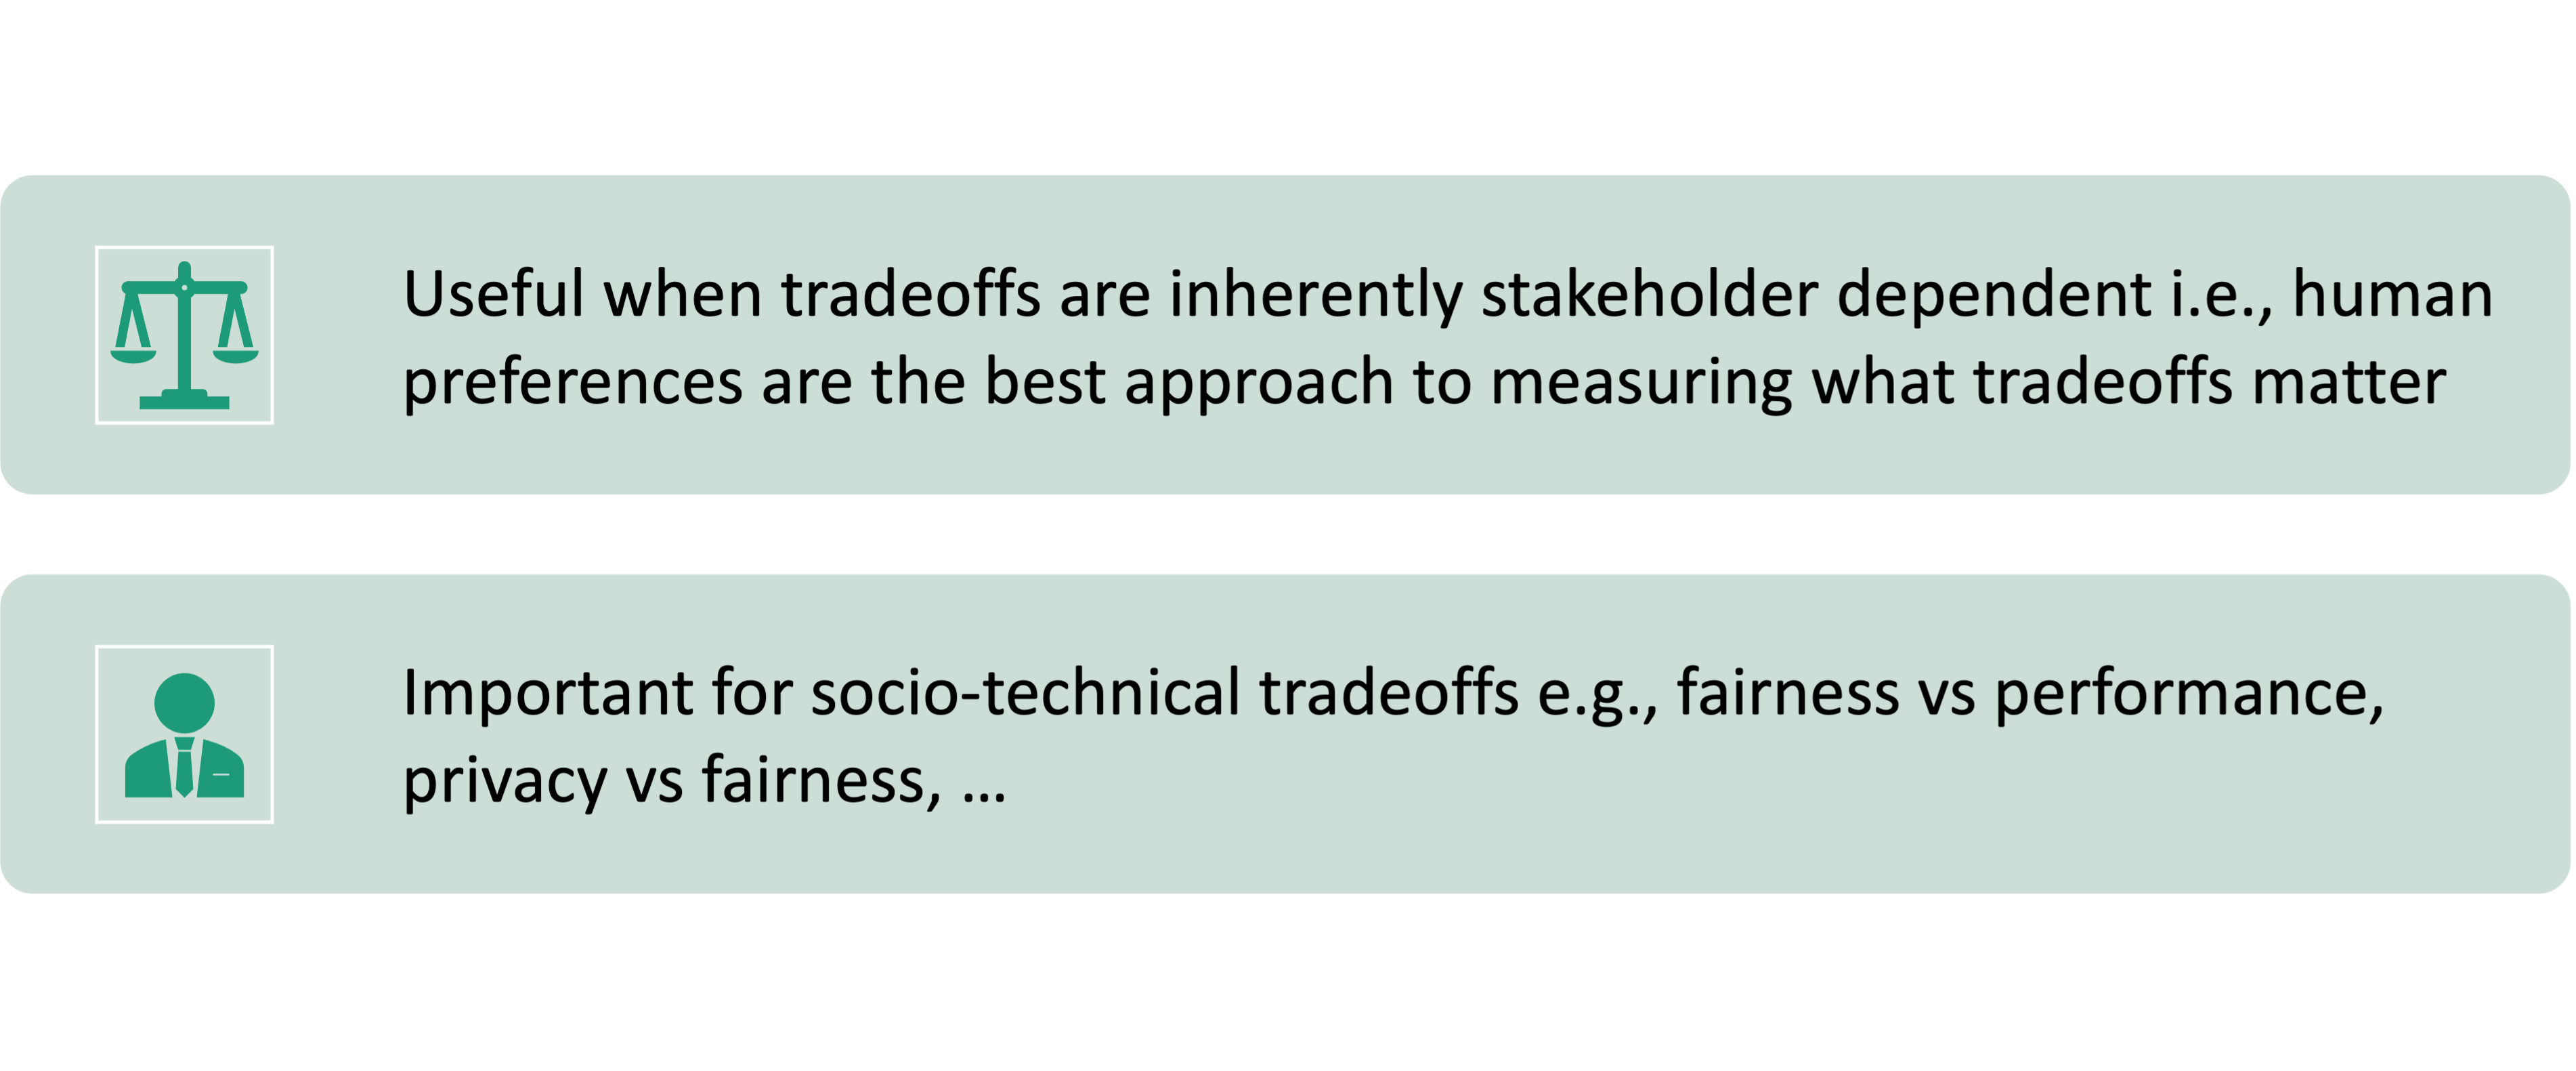 Useful when tradeoffs are inherently stakeholder dependent i.e., human
preferences are the best approach to measuring what tradeoffs matter
Important for socio-technical tradeoffs e.g., fairness vs performance,
privacy vs fairness, …